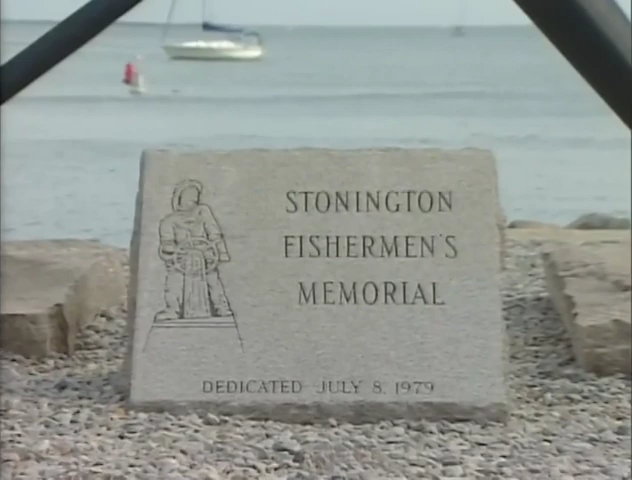 STONINGTON
FISHERMEN'S
MEMORIAL
DEDICATED JULY 8, 1979